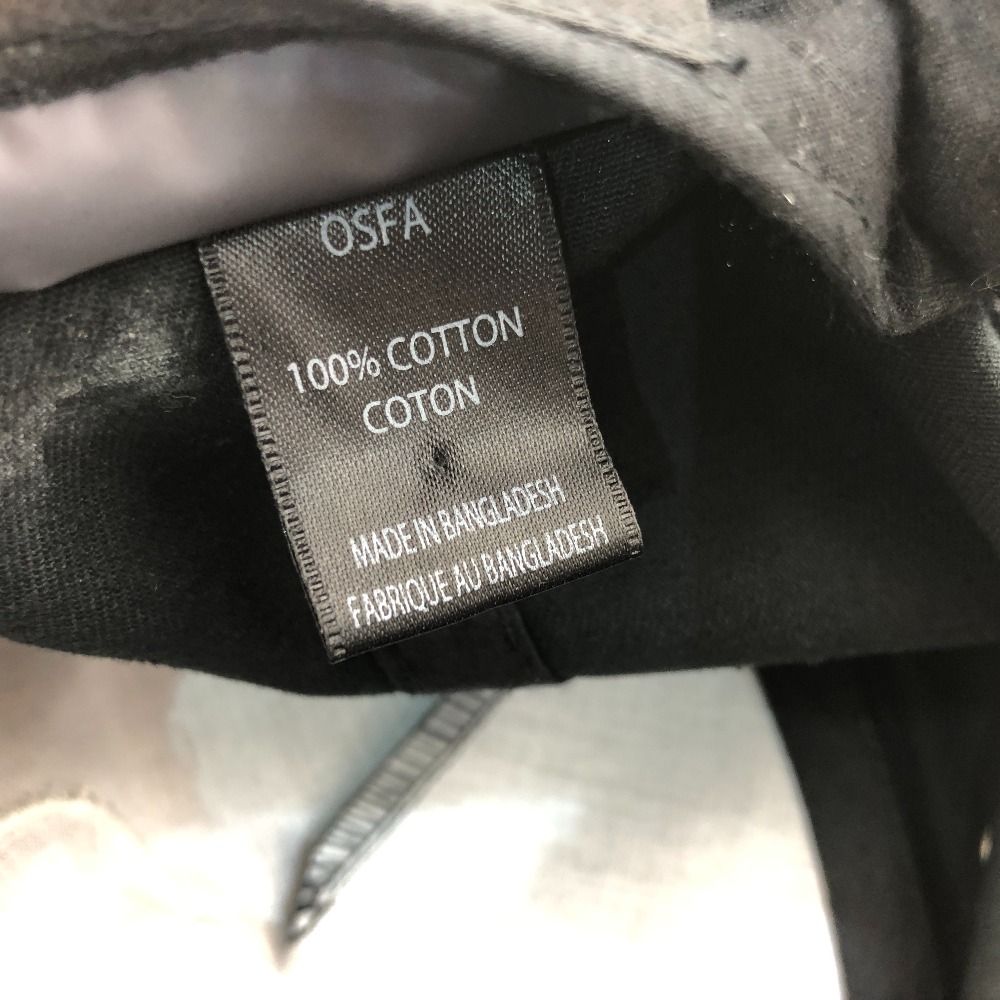 OSFA
100% COTTON
COTON
MADE IN BANGLADESH
FABRIQUE AU BANGLADESH